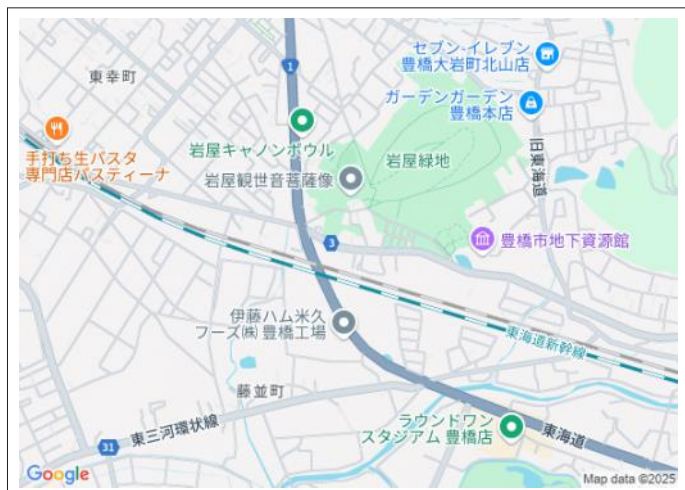 セブン-イレブン
豊橋大岩町北山店
1
東幸町
ガーデンガーデン
豊橋本店
手打ち生パスタ
専門店パスティーナ
岩屋キャノンボウル
岩屋緑地
旧東海道
岩屋観世音菩薩像
3
豊橋市地下資源館
伊藤ハム米久
フーズ㈱ 豊橋工場
東海道新幹線
藤並町
東三河環状線
31
ラウンドワン
スタジアム 豊橋店
東海道
Google
Map data ©2025